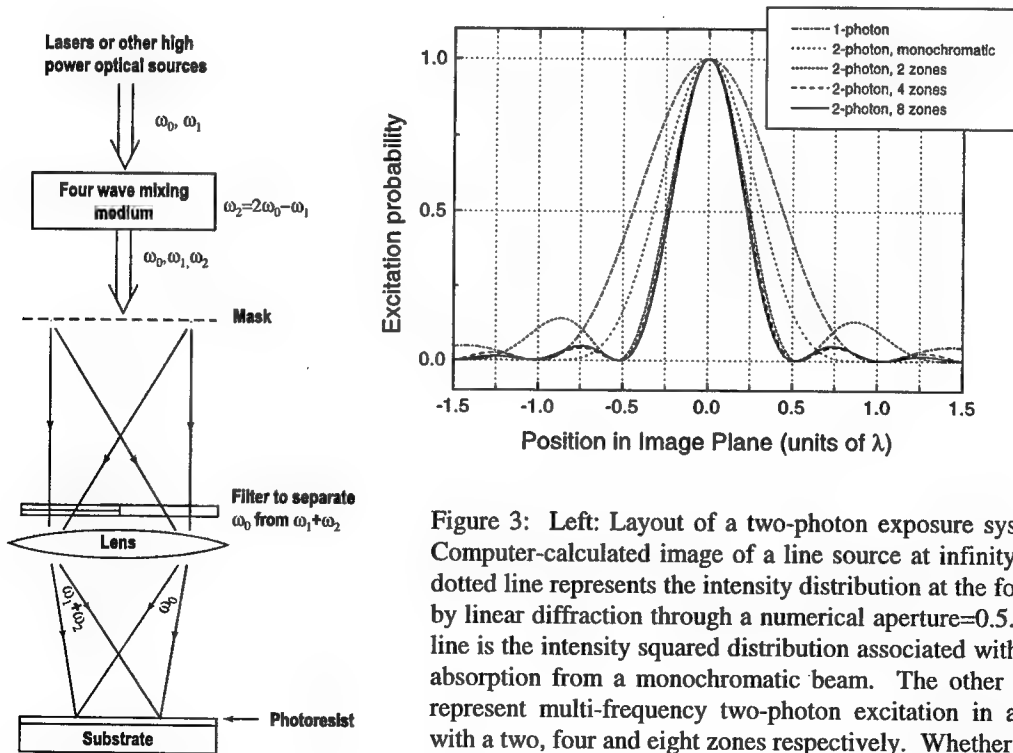 Lasers or other high
power optical sources
ω₀, ω₁
Four wave mixing
medium
ω₂=2ω₀−ω₁
ω₀,ω₁,ω₂
Mask
Filter to separate
ω₀ from ω₁+ω₂
Lens
ω₁+ω₂
ω₀
Photoresist
Substrate
1-photon
2-photon, monochromatic
2-photon, 2 zones
2-photon, 4 zones
2-photon, 8 zones
Excitation probability
1.0
0.5
0.0
-1.5 -1.0 -0.5 0.0 0.5 1.0 1.5
Position in Image Plane (units of λ)
Figure 3: Left: Layout of a two-photon exposure sys
Computer-calculated image of a line source at infinity
dotted line represents the intensity distribution at the fo
by linear diffraction through a numerical aperture=0.5.
line is the intensity squared distribution associated with
absorption from a monochromatic beam. The other
represent multi-frequency two-photon excitation in a
with a two, four and eight zones respectively. Whether